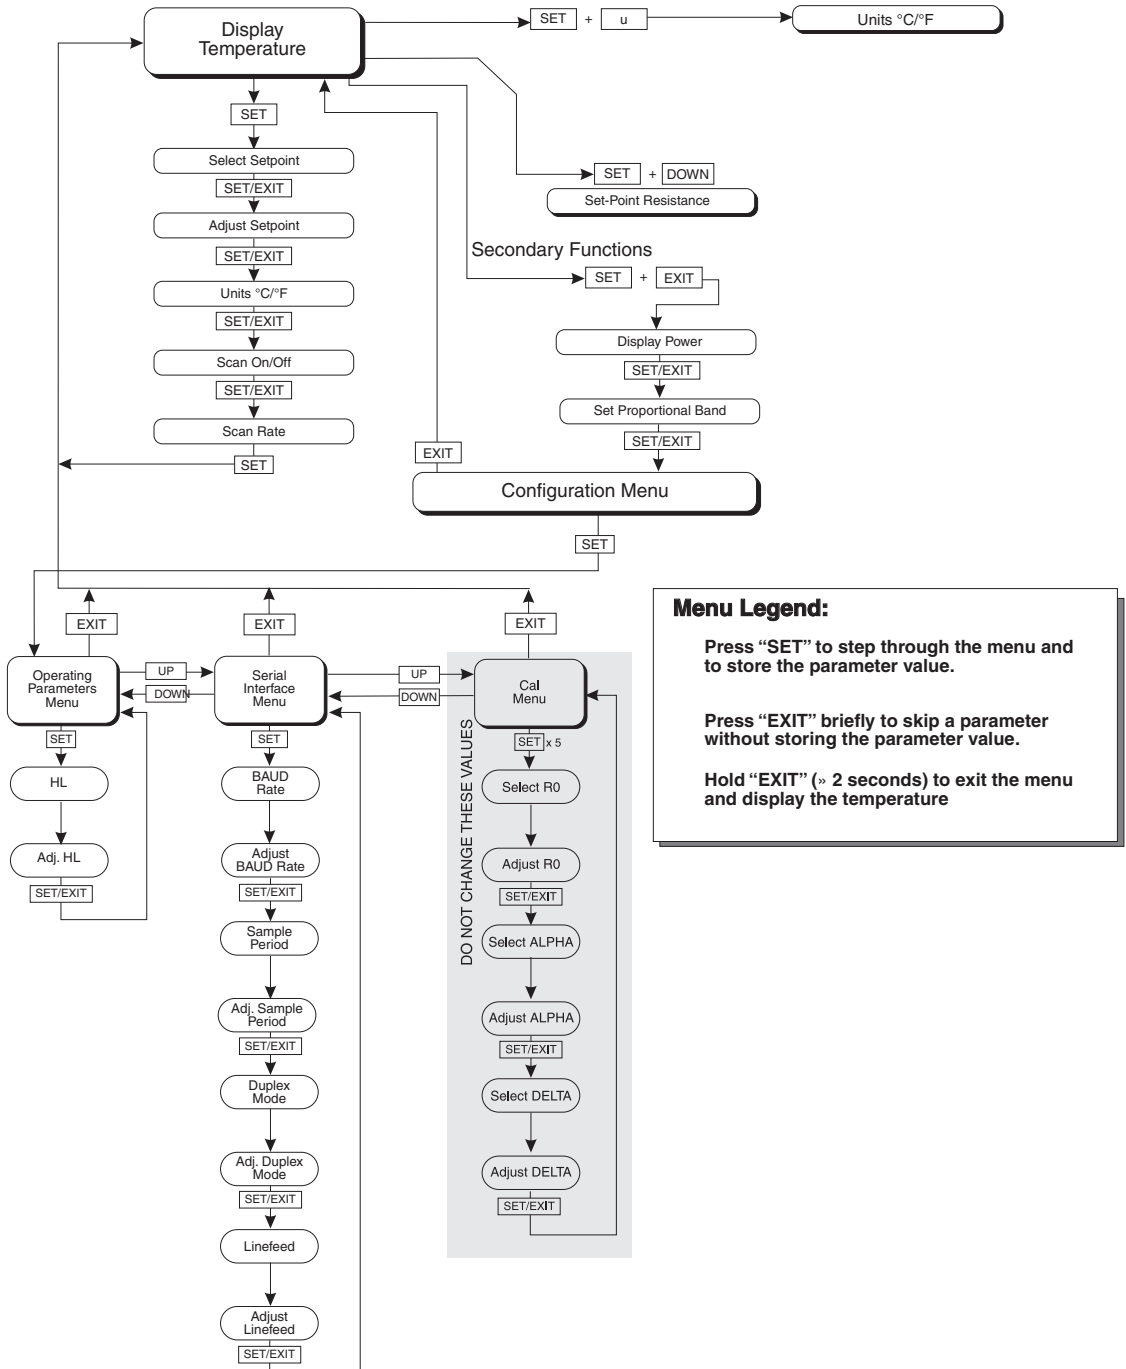 Display
Temperature
SET + u
Units °C/°F
SET
Select Setpoint
SET/EXIT
Adjust Setpoint
SET/EXIT
Units °C/°F
SET/EXIT
Scan On/Off
SET/EXIT
Scan Rate
SET
SET + DOWN
Set-Point Resistance
Secondary Functions
SET + EXIT
Display Power
SET/EXIT
Set Proportional Band
SET/EXIT
EXIT
Configuration Menu
SET
EXIT
EXIT
EXIT
Operating
Parameters
Menu
UP
DOWN
Serial
Interface
Menu
UP
DOWN
Cal
Menu
SET
HL
Adj. HL
SET/EXIT
SET
BAUD
Rate
Adjust
BAUD Rate
SET/EXIT
Sample
Period
Adj. Sample
Period
SET/EXIT
Duplex
Mode
Adj. Duplex
Mode
SET/EXIT
Linefeed
Adjust
Linefeed
SET/EXIT
DO NOT CHANGE THESE VALUES
SET x 5
Select R0
Adjust R0
SET/EXIT
Select ALPHA
Adjust ALPHA
SET/EXIT
Select DELTA
Adjust DELTA
SET/EXIT
Menu Legend:
Press “SET” to step through the menu and
to store the parameter value.
Press “EXIT” briefly to skip a parameter
without storing the parameter value.
Hold “EXIT” (» 2 seconds) to exit the menu
and display the temperature